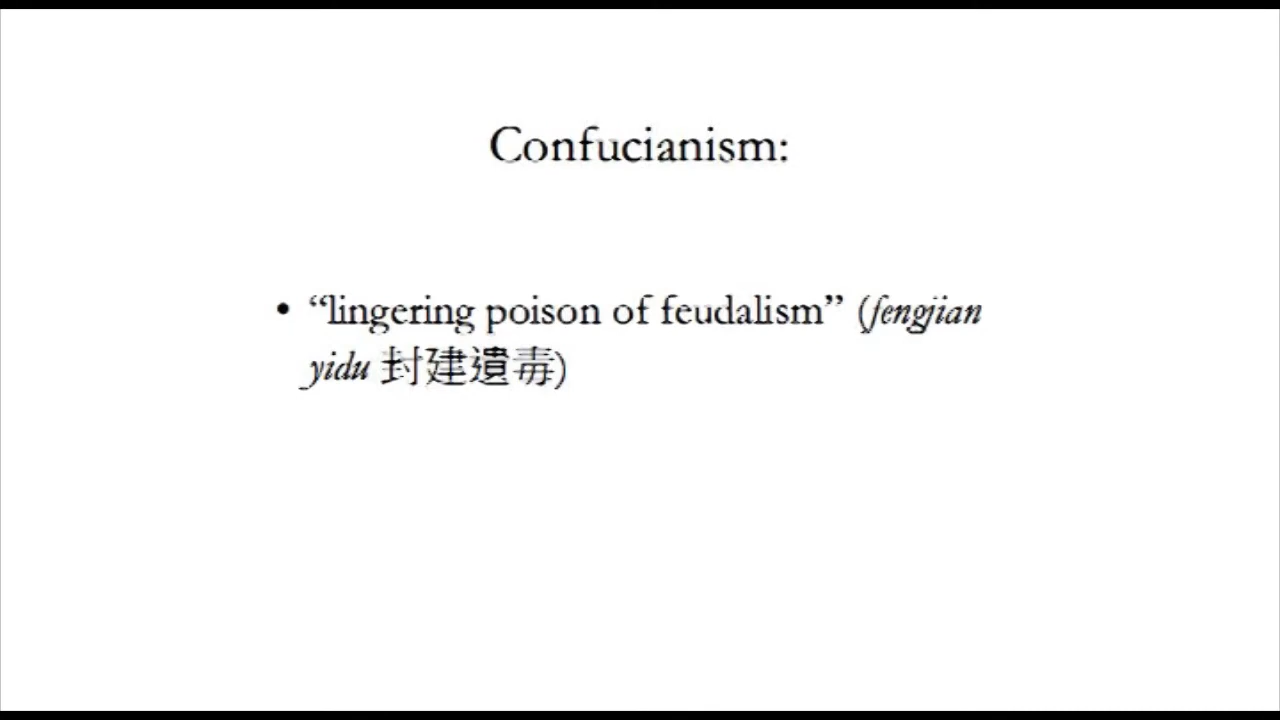 Confucianism:
• “lingering poison of feudalism” (fengjian
yidu 封建遺毒)